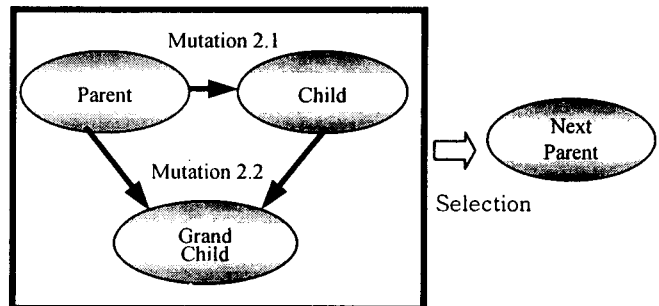 Mutation 2.1
Parent
Child
Mutation 2.2
Grand
Child
Next
Parent
Selection